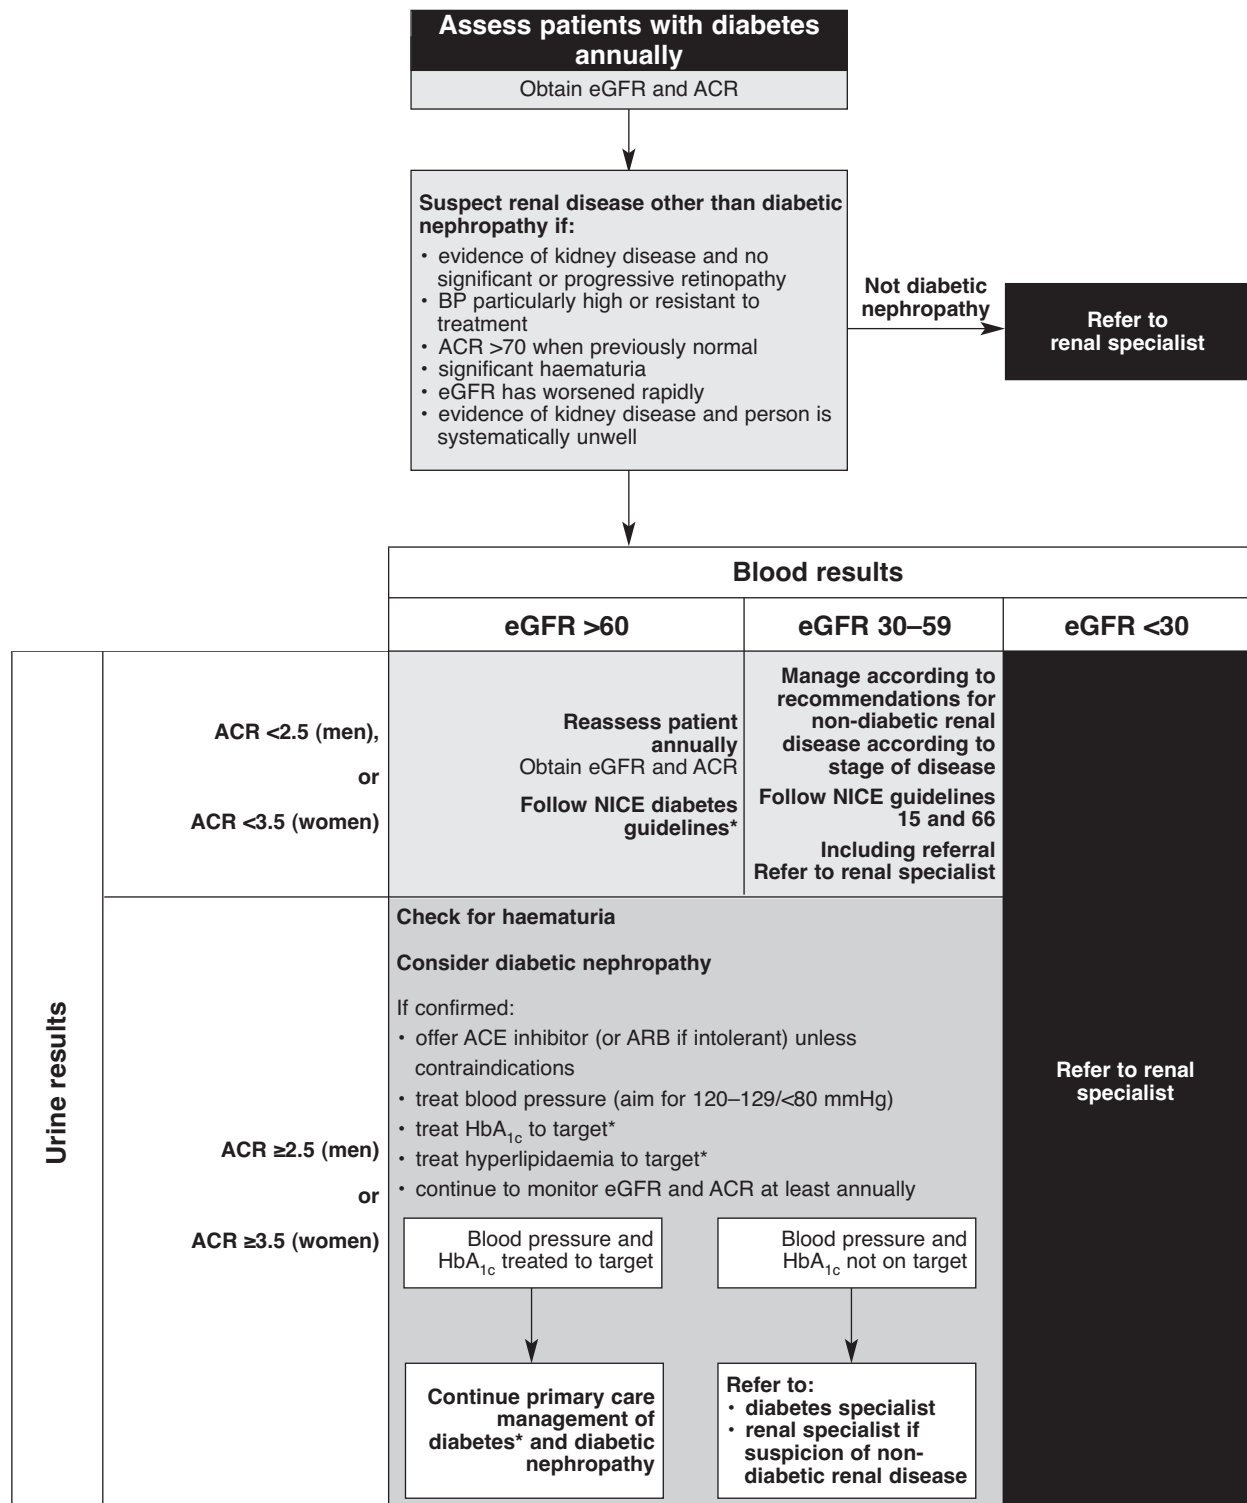 Assess patients with diabetes
annually
Obtain eGFR and ACR
Suspect renal disease other than diabetic
nephropathy if:
• evidence of kidney disease and no
significant or progressive retinopathy
• BP particularly high or resistant to
treatment
• ACR >70 when previously normal
• significant haematuria
• eGFR has worsened rapidly
• evidence of kidney disease and person is
systematically unwell
Not diabetic
nephropathy
Refer to
renal specialist
Blood results
eGFR >60
eGFR 30–59
eGFR <30
Urine results
ACR <2.5 (men),
or
ACR <3.5 (women)
Reassess patient
annually
Obtain eGFR and ACR
Follow NICE diabetes
guidelines*
Manage according to
recommendations for
non-diabetic renal
disease according to
stage of disease
Follow NICE guidelines
15 and 66
Including referral
Refer to renal specialist
ACR ≥2.5 (men)
or
ACR ≥3.5 (women)
Check for haematuria
Consider diabetic nephropathy
If confirmed:
• offer ACE inhibitor (or ARB if intolerant) unless
contraindications
• treat blood pressure (aim for 120–129/<80 mmHg)
• treat HbA1c to target*
• treat hyperlipidaemia to target*
• continue to monitor eGFR and ACR at least annually
Blood pressure and
HbA1c treated to target
Blood pressure and
HbA1c not on target
Continue primary care
management of
diabetes* and diabetic
nephropathy
Refer to:
• diabetes specialist
• renal specialist if
suspicion of non-
diabetic renal disease
Refer to renal
specialist